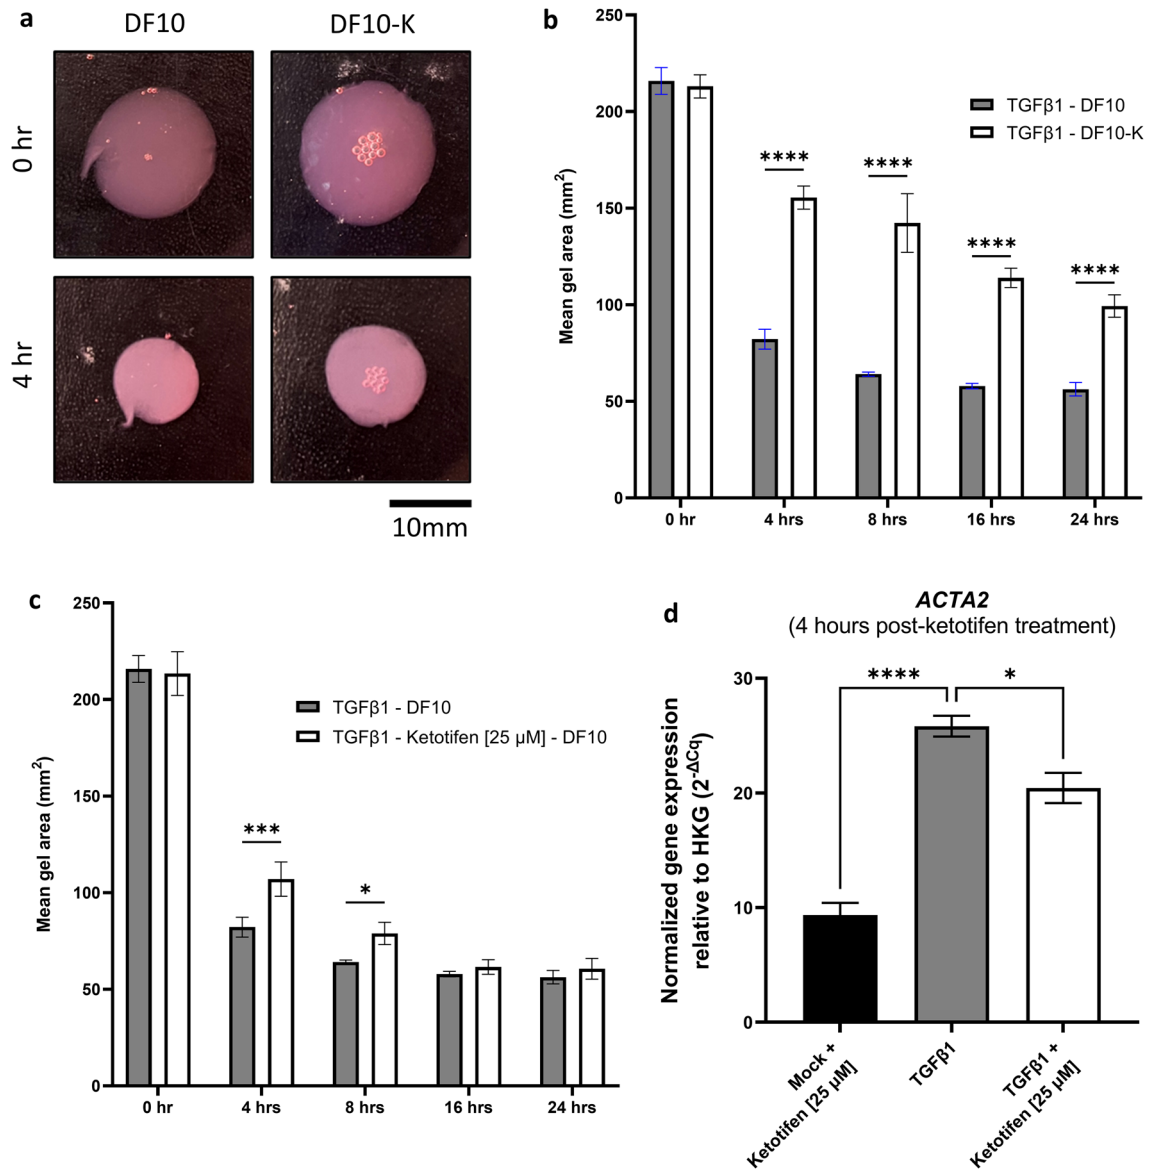 a
DF10
DF10-K
0 hr
4 hr
10mm
b
250
200
150
100
50
0
Mean gel area (mm²)
TGFβ1 - DF10
TGFβ1 - DF10-K
****
****
****
****
0 hr
4 hrs
8 hrs
16 hrs
24 hrs
c
250
200
150
100
50
0
Mean gel area (mm²)
TGFβ1 - DF10
TGFβ1 - Ketotifen [25 µM] - DF10
***
*
0 hr
4 hrs
8 hrs
16 hrs
24 hrs
d
ACTA2
(4 hours post-ketotifen treatment)
30
20
10
0
Normalized gene expression
relative to HKG (2^-ΔCq)
****
*
Mock +
Ketotifen [25 µM]
TGFβ1
TGFβ1 +
Ketotifen [25 µM]